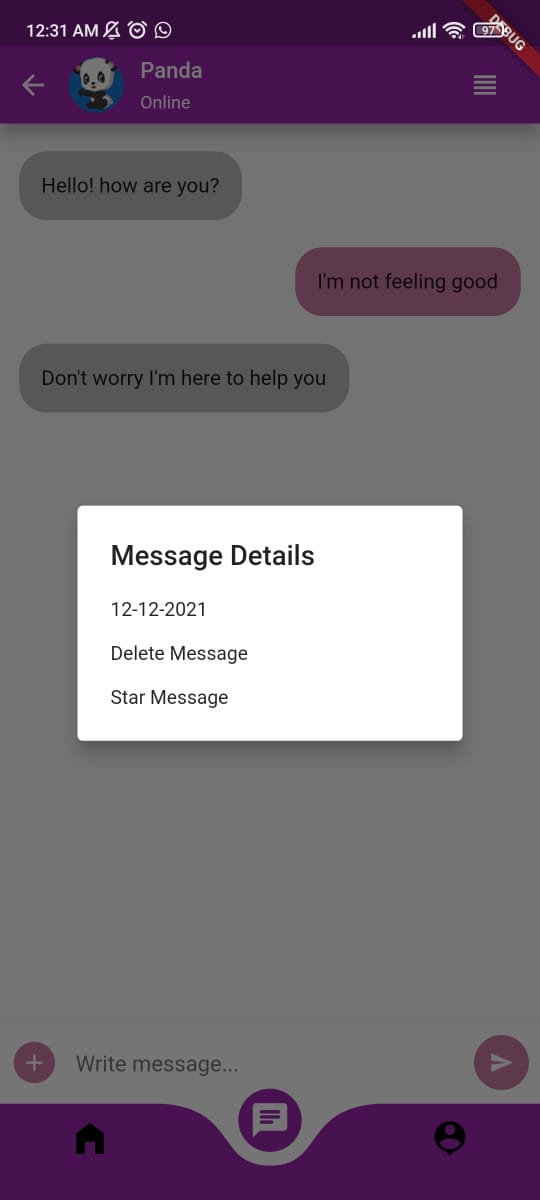 12:31 AM
97
DEBUG
Panda
Online
Hello! how are you?
I'm not feeling good
Don't worry I'm here to help you
Message Details
12-12-2021
Delete Message
Star Message
Write message...